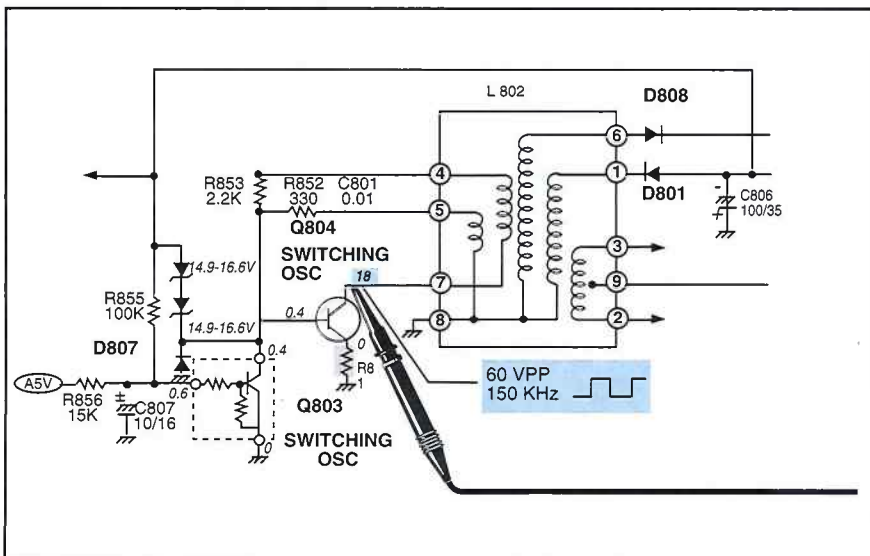 L 802
D808
6
1
D801
C806
100/35
-
+
4
5
3
9
7
8
2
R853
2.2K
R852
330
C801
0.01
Q804
SWITCHING
OSC
18
14.9-16.6V
0.4
14.9-16.6V
R855
100K
D807
0
R8
1
0.4
60 VPP
150 KHz
A5V
0.6
R856
15K
±
C807
10/16
Q803
0
SWITCHING
OSC